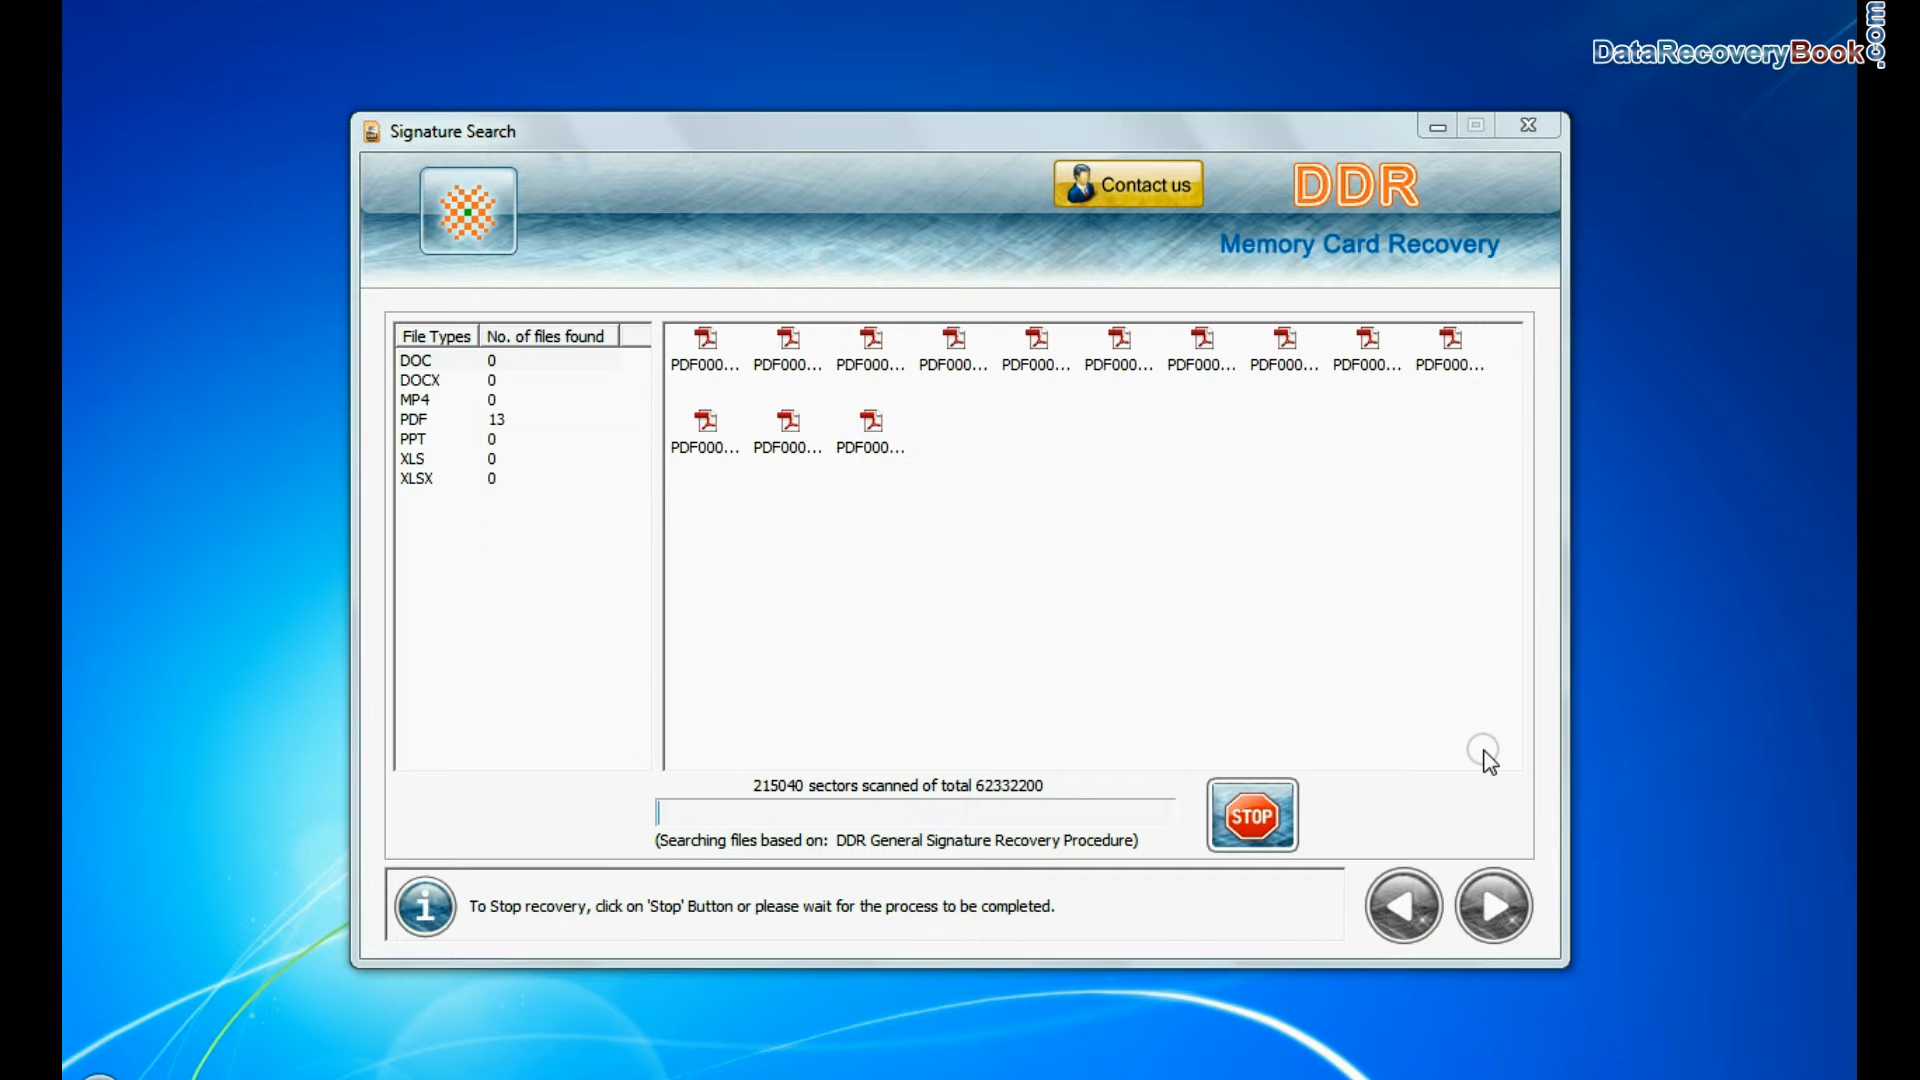 DataRecoveryBook.com
Signature Search
Contact us
DDR
Memory Card Recovery
File Types No. of files found
DOC 0
DOCX 0
MP4 0
PDF 13
PPT 0
XLS 0
XLSX 0
PDF000... PDF000... PDF000... PDF000... PDF000... PDF000... PDF000... PDF000... PDF000... PDF000...
PDF000... PDF000... PDF000...
215040 sectors scanned of total 62332200
STOP
(Searching files based on: DDR General Signature Recovery Procedure)
To Stop recovery, click on 'Stop' Button or please wait for the process to be completed.